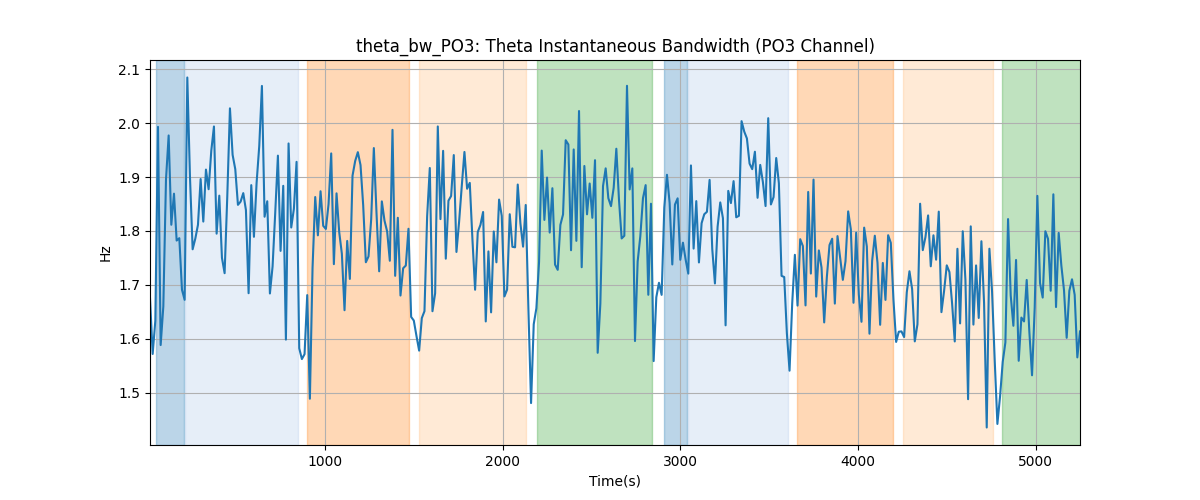 theta_bw_PO3: Theta Instantaneous Bandwidth (PO3 Channel)
2.1
2.0
1.9
1.8
1.7
1.6
1.5
Hz
1000 2000 3000 4000 5000
Time(s)